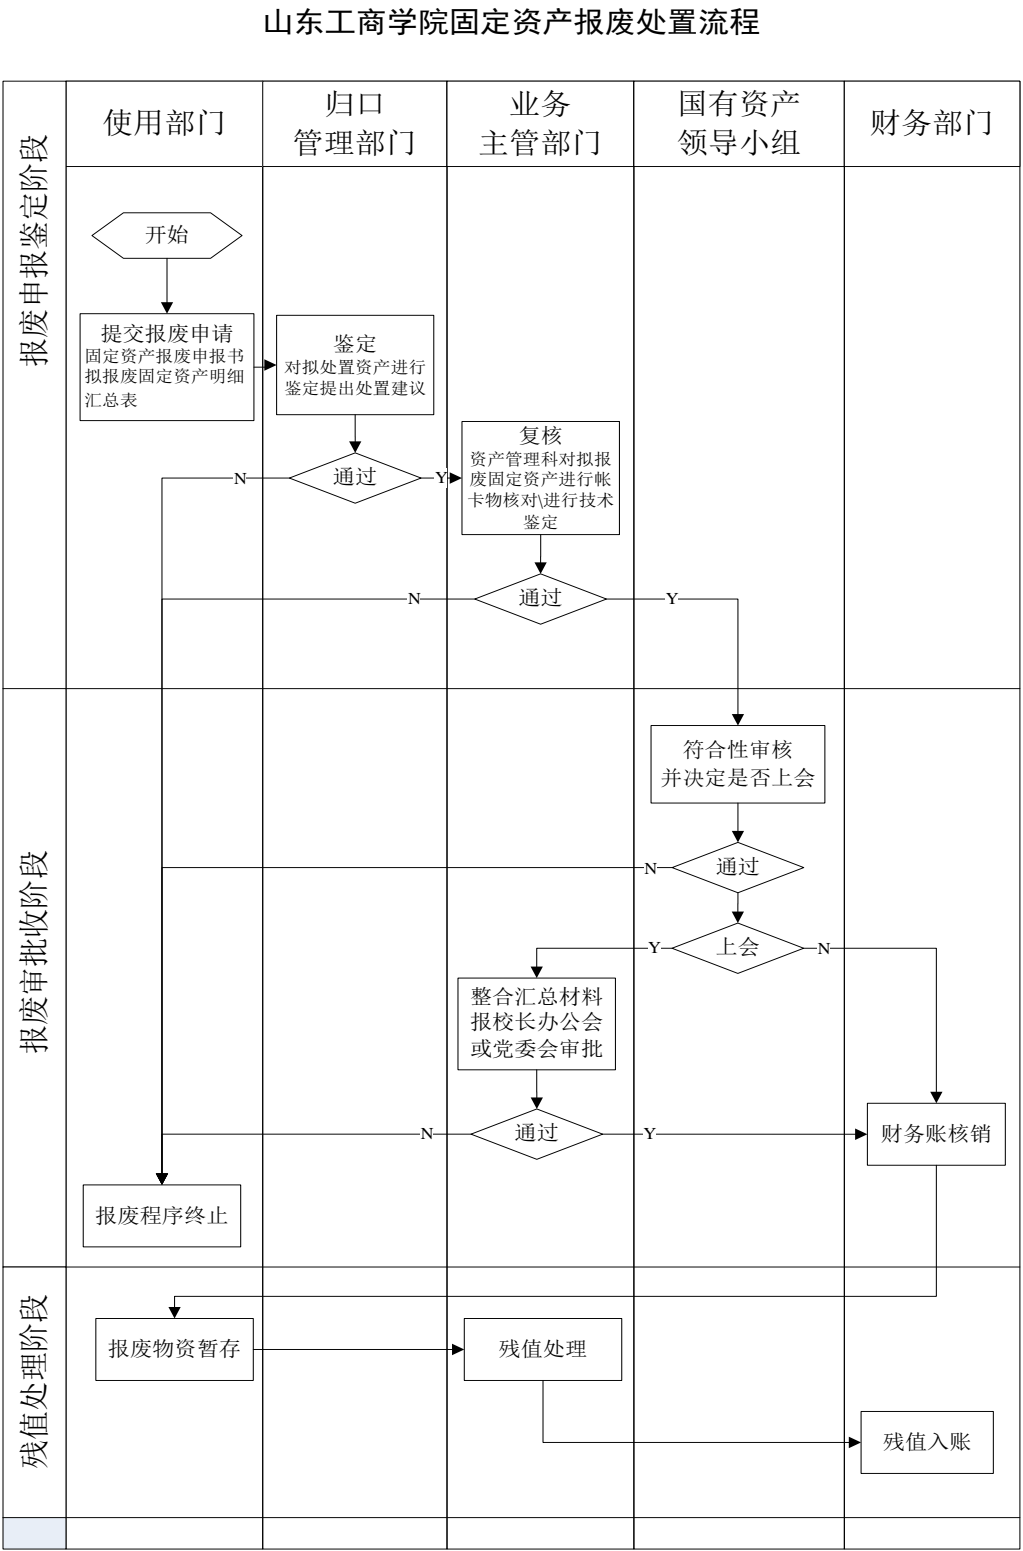 山东工商学院固定资产报废处置流程
使用部门
归口
管理部门
业务
主管部门
国有资产
领导小组
财务部门
报废申报鉴定阶段
开始
提交报废申请
固定资产报废申报书
拟报废固定资产明细
汇总表
鉴定
对拟处置资产进行
鉴定提出处置建议
复核
资产管理科对拟报
废固定资产进行帐
卡物核对\进行技术
鉴定
N
通过
Y
N
通过
Y
报废审批收阶段
符合性审核
并决定是否上会
N
通过
Y
上会
N
整合汇总材料
报校长办公会
或党委会审批
N
通过
Y
财务账核销
报废程序终止
残值处理阶段
报废物资暂存
残值处理
残值入账